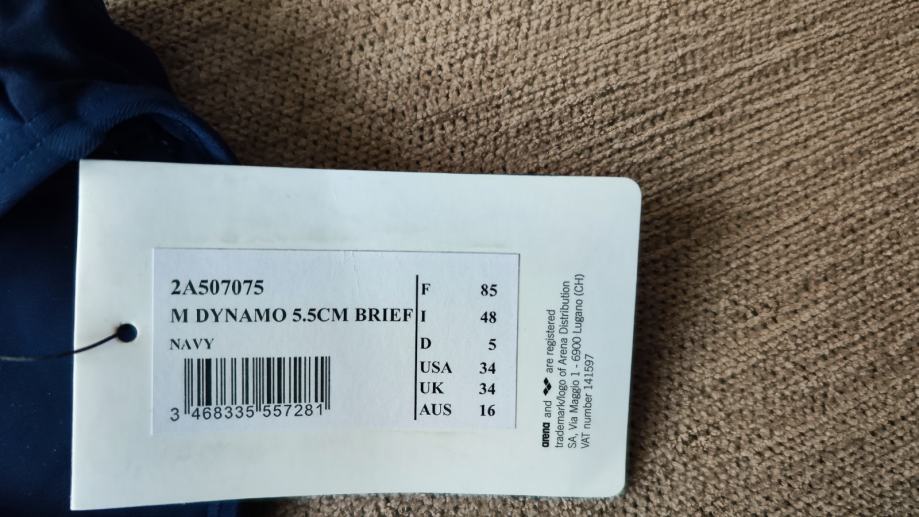 2A507075
M DYNAMO 5.5CM BRIEF
NAVY
3 468335 557281
F 85
I 48
D 5
USA 34
UK 34
AUS 16
arena and are registered
trademark/logo of Arena Distribution
SA, Via Maggio 1 - 6900 Lugano (CH)
VAT number 141597